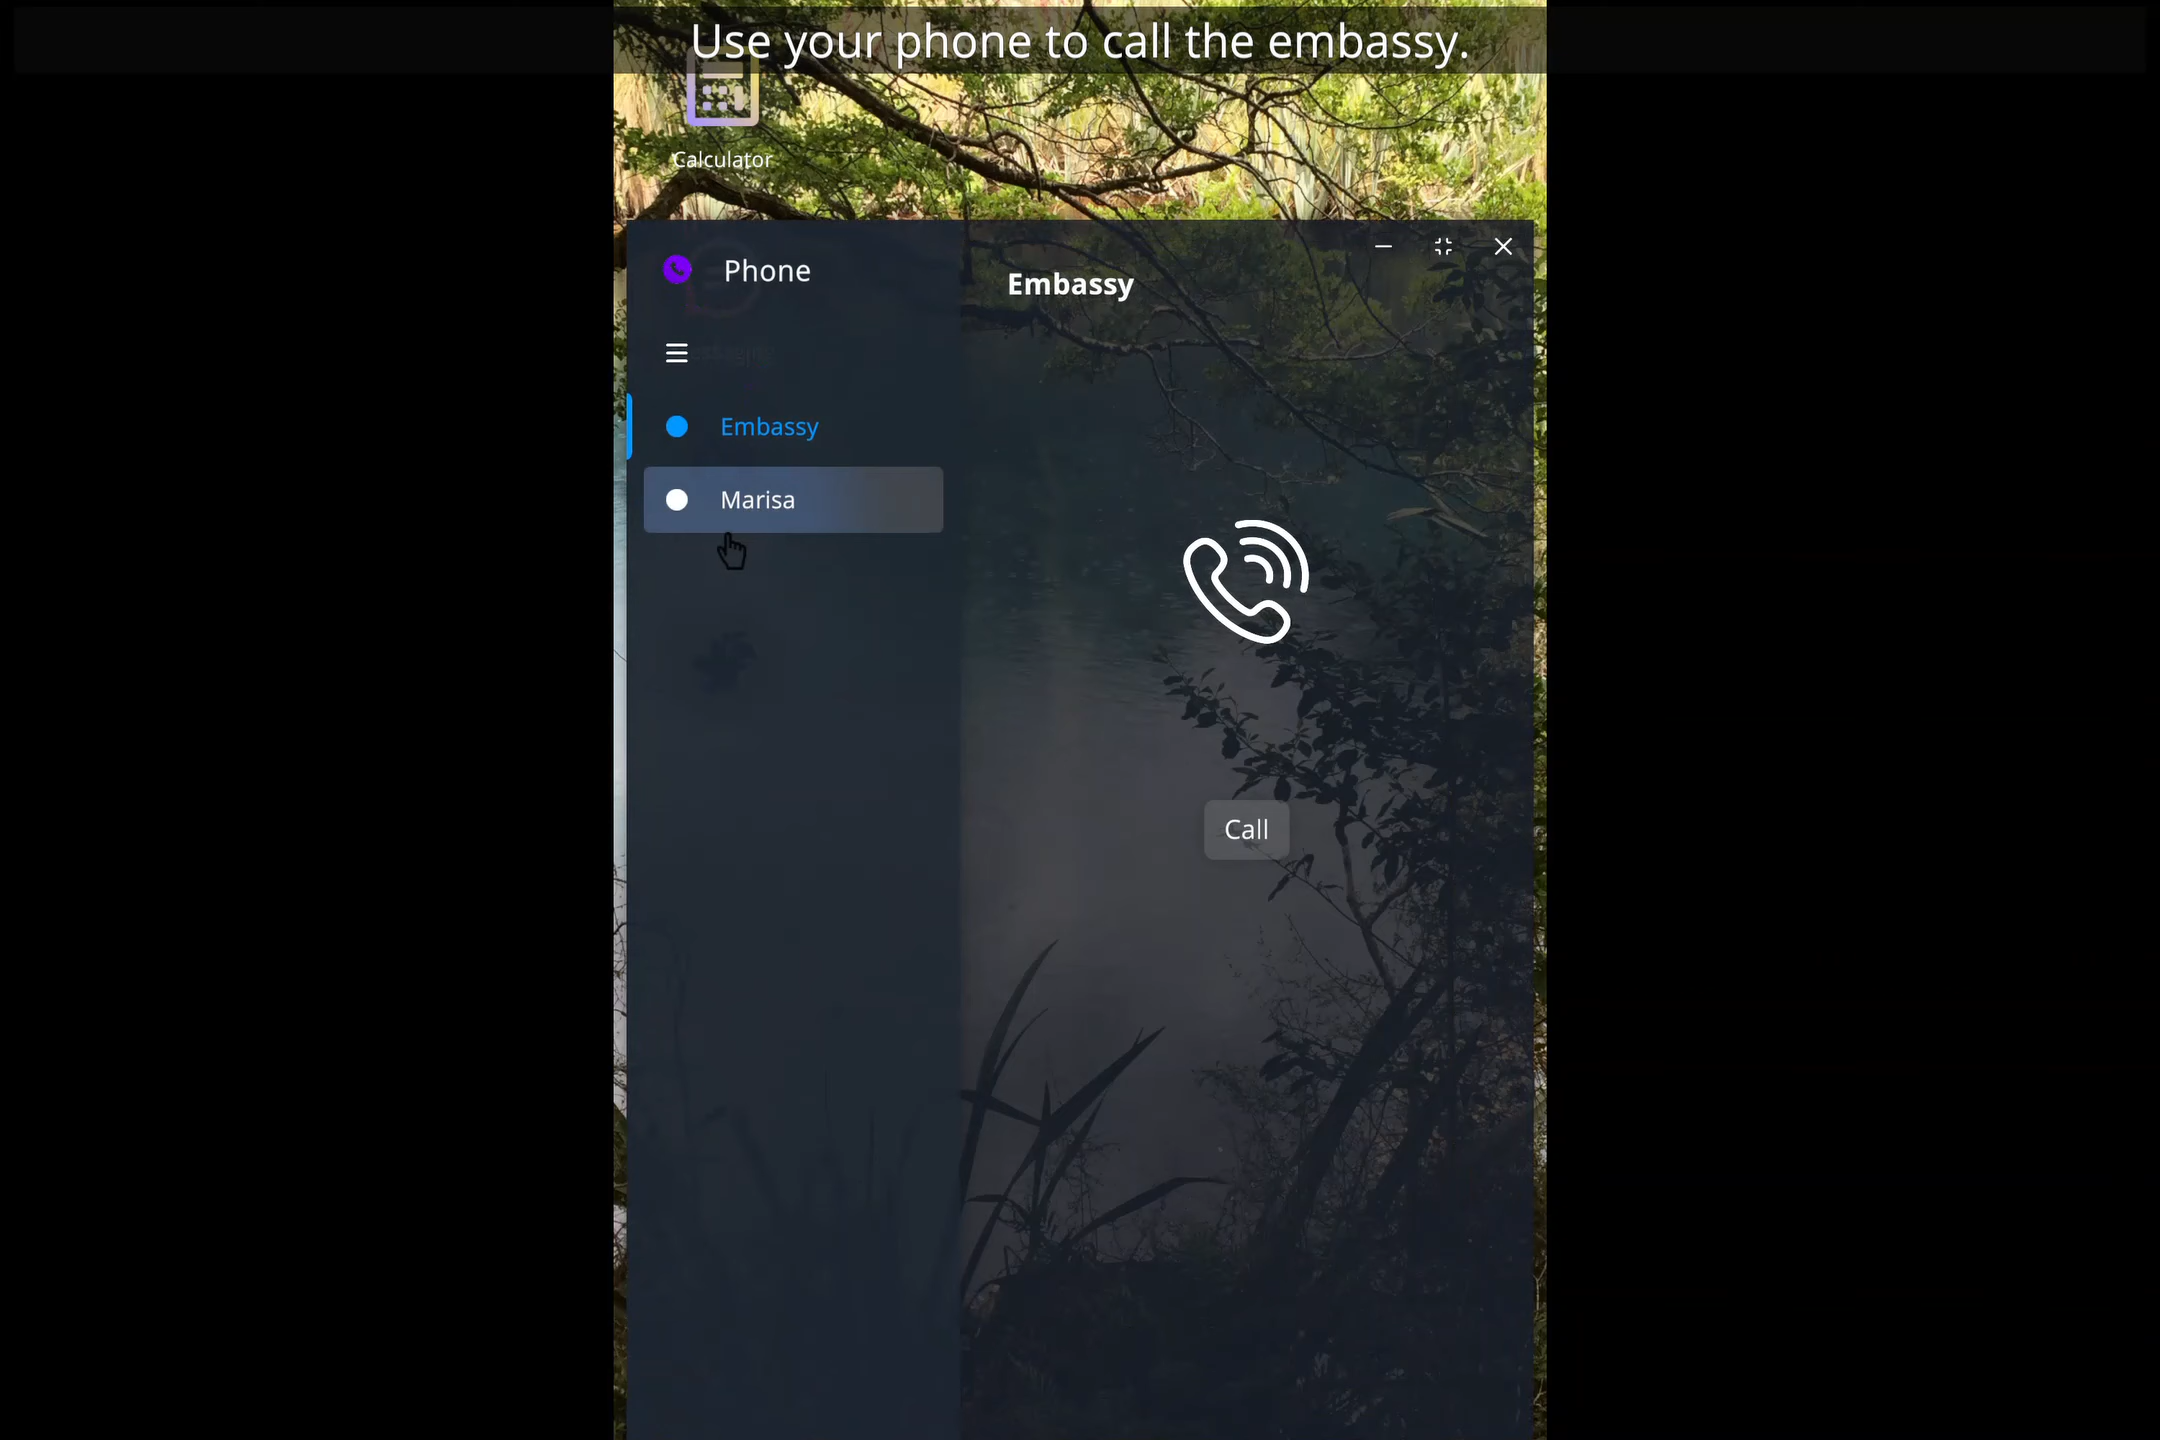 Use your phone to call the embassy.
Calculator
Phone
Embassy
Embassy
Marisa
Call